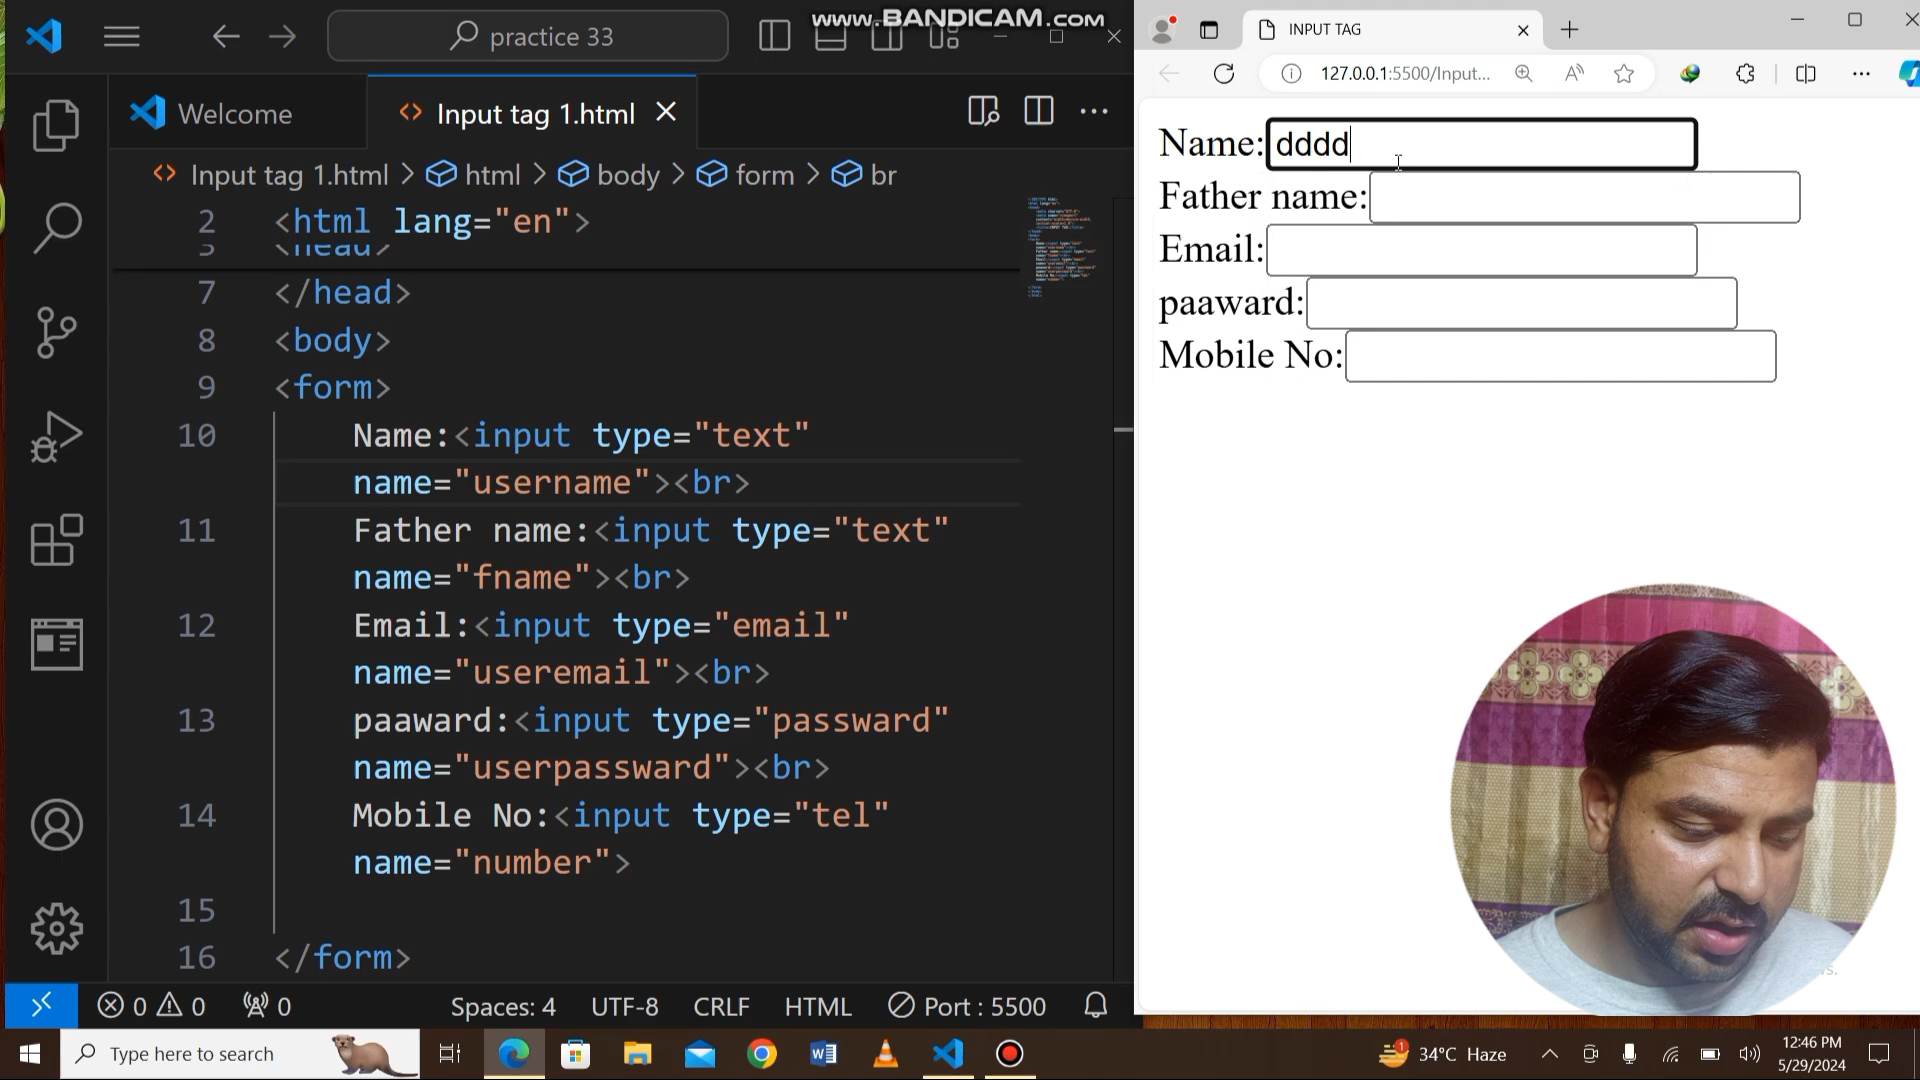 practice 33
www.BANDICAM.com
Welcome
Input tag 1.html
Input tag 1.html > html > body > form > br
2 <html lang="en">
3 <head>
7 </head>
8 <body>
9 <form>
10 Name:<input type="text"
name="username"><br>
11 Father name:<input type="text"
name="fname"><br>
12 Email:<input type="email"
name="useremail"><br>
13 paaward:<input type="passward"
name="userpassward"><br>
14 Mobile No:<input type="tel"
name="number">
15
16 </form>
0 0 0 Spaces: 4 UTF-8 CRLF HTML Port : 5500
INPUT TAG
127.0.0.1:5500/Input...
Name: dddd
Father name:
Email:
paaward:
Mobile No:
Type here to search
1
34°C Haze
12:46 PM
5/29/2024